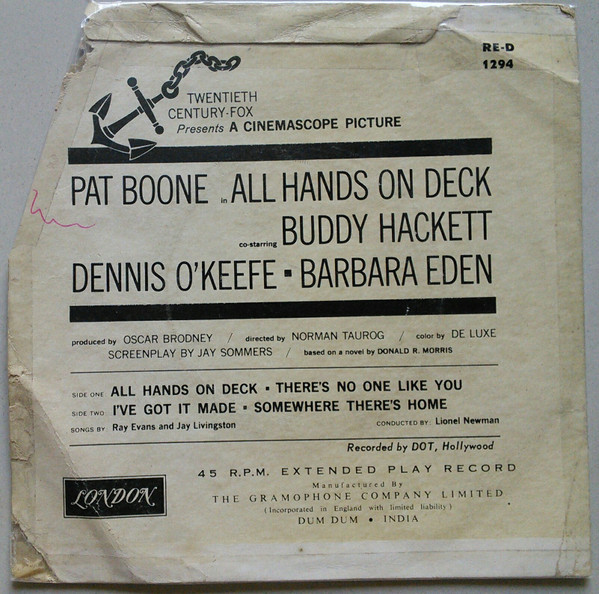 RE-D
1294
TWENTIETH
CENTURY-FOX
Presents A CINEMASCOPE PICTURE
PAT BOONE in ALL HANDS ON DECK
co-starring BUDDY HACKETT
DENNIS O'KEEFE ▪ BARBARA EDEN
produced by OSCAR BRODNEY / directed by NORMAN TAUROG / color by DE LUXE
SCREENPLAY BY JAY SOMMERS / based on a novel by DONALD R. MORRIS
SIDE ONE ALL HANDS ON DECK ▪ THERE'S NO ONE LIKE YOU
SIDE TWO I'VE GOT IT MADE ▪ SOMEWHERE THERE'S HOME
SONGS BY: Ray Evans and Jay Livingston CONDUCTED BY: Lionel Newman
Recorded by DOT, Hollywood
45 R.P.M. EXTENDED PLAY RECORD
LONDON
Manufactured By
THE GRAMOPHONE COMPANY LIMITED
(Incorporated in England with limited liability)
DUM DUM • INDIA